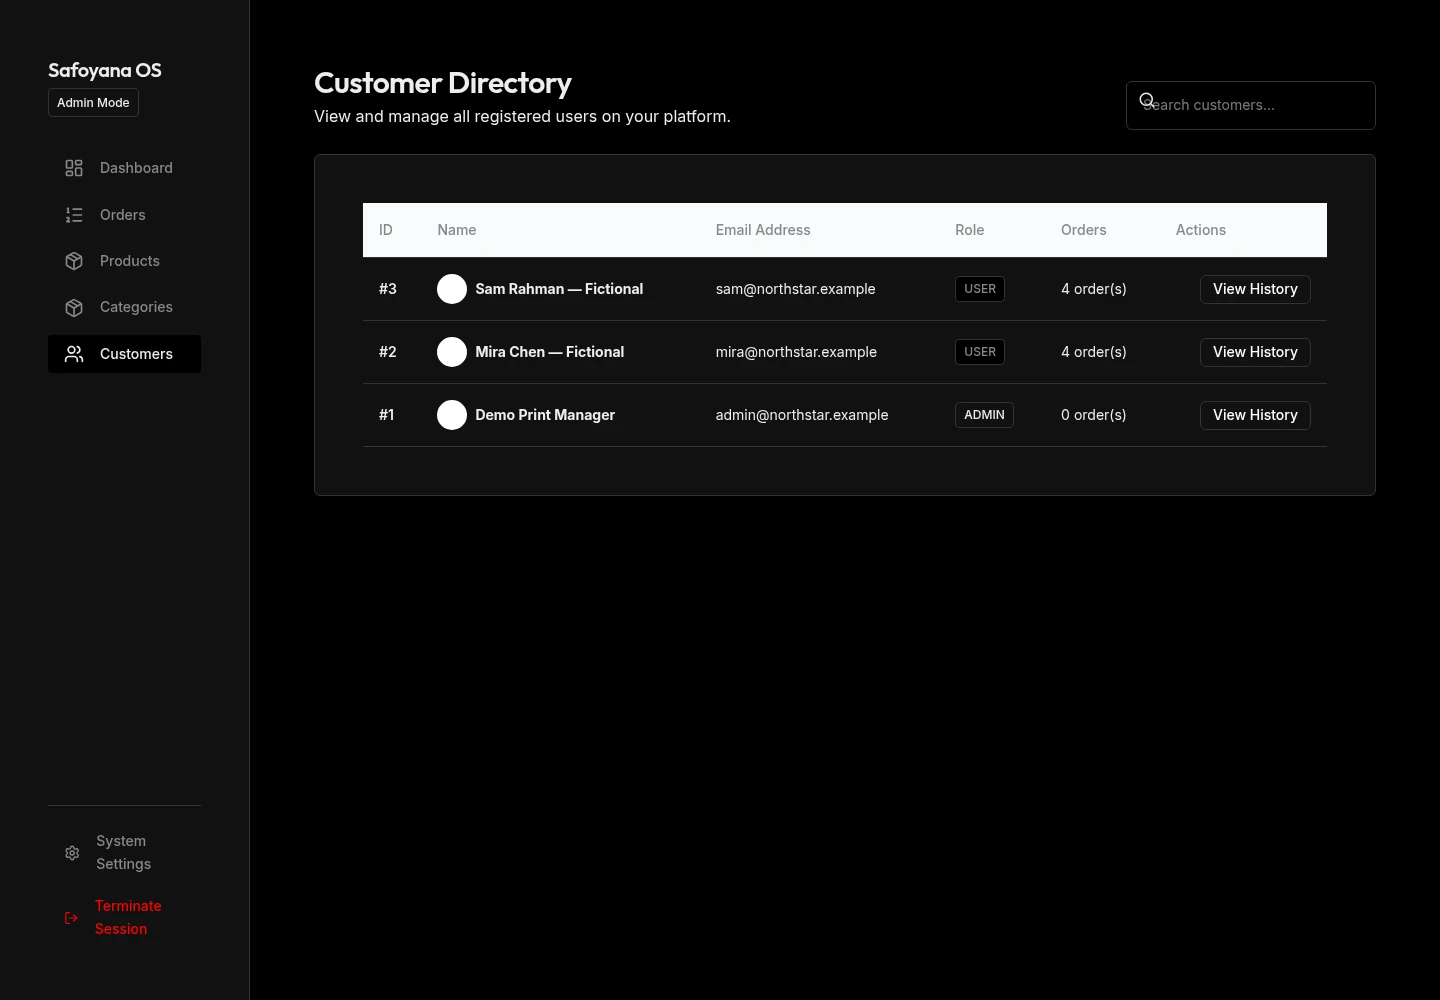 Safoyana OS
Admin Mode
Dashboard
Orders
Products
Categories
Customers
System
Settings
Terminate
Session
Customer Directory
View and manage all registered users on your platform.
Search customers...
ID Name Email Address Role Orders Actions
#3 Sam Rahman — Fictional sam@northstar.example USER 4 order(s) View History
#2 Mira Chen — Fictional mira@northstar.example USER 4 order(s) View History
#1 Demo Print Manager admin@northstar.example ADMIN 0 order(s) View History